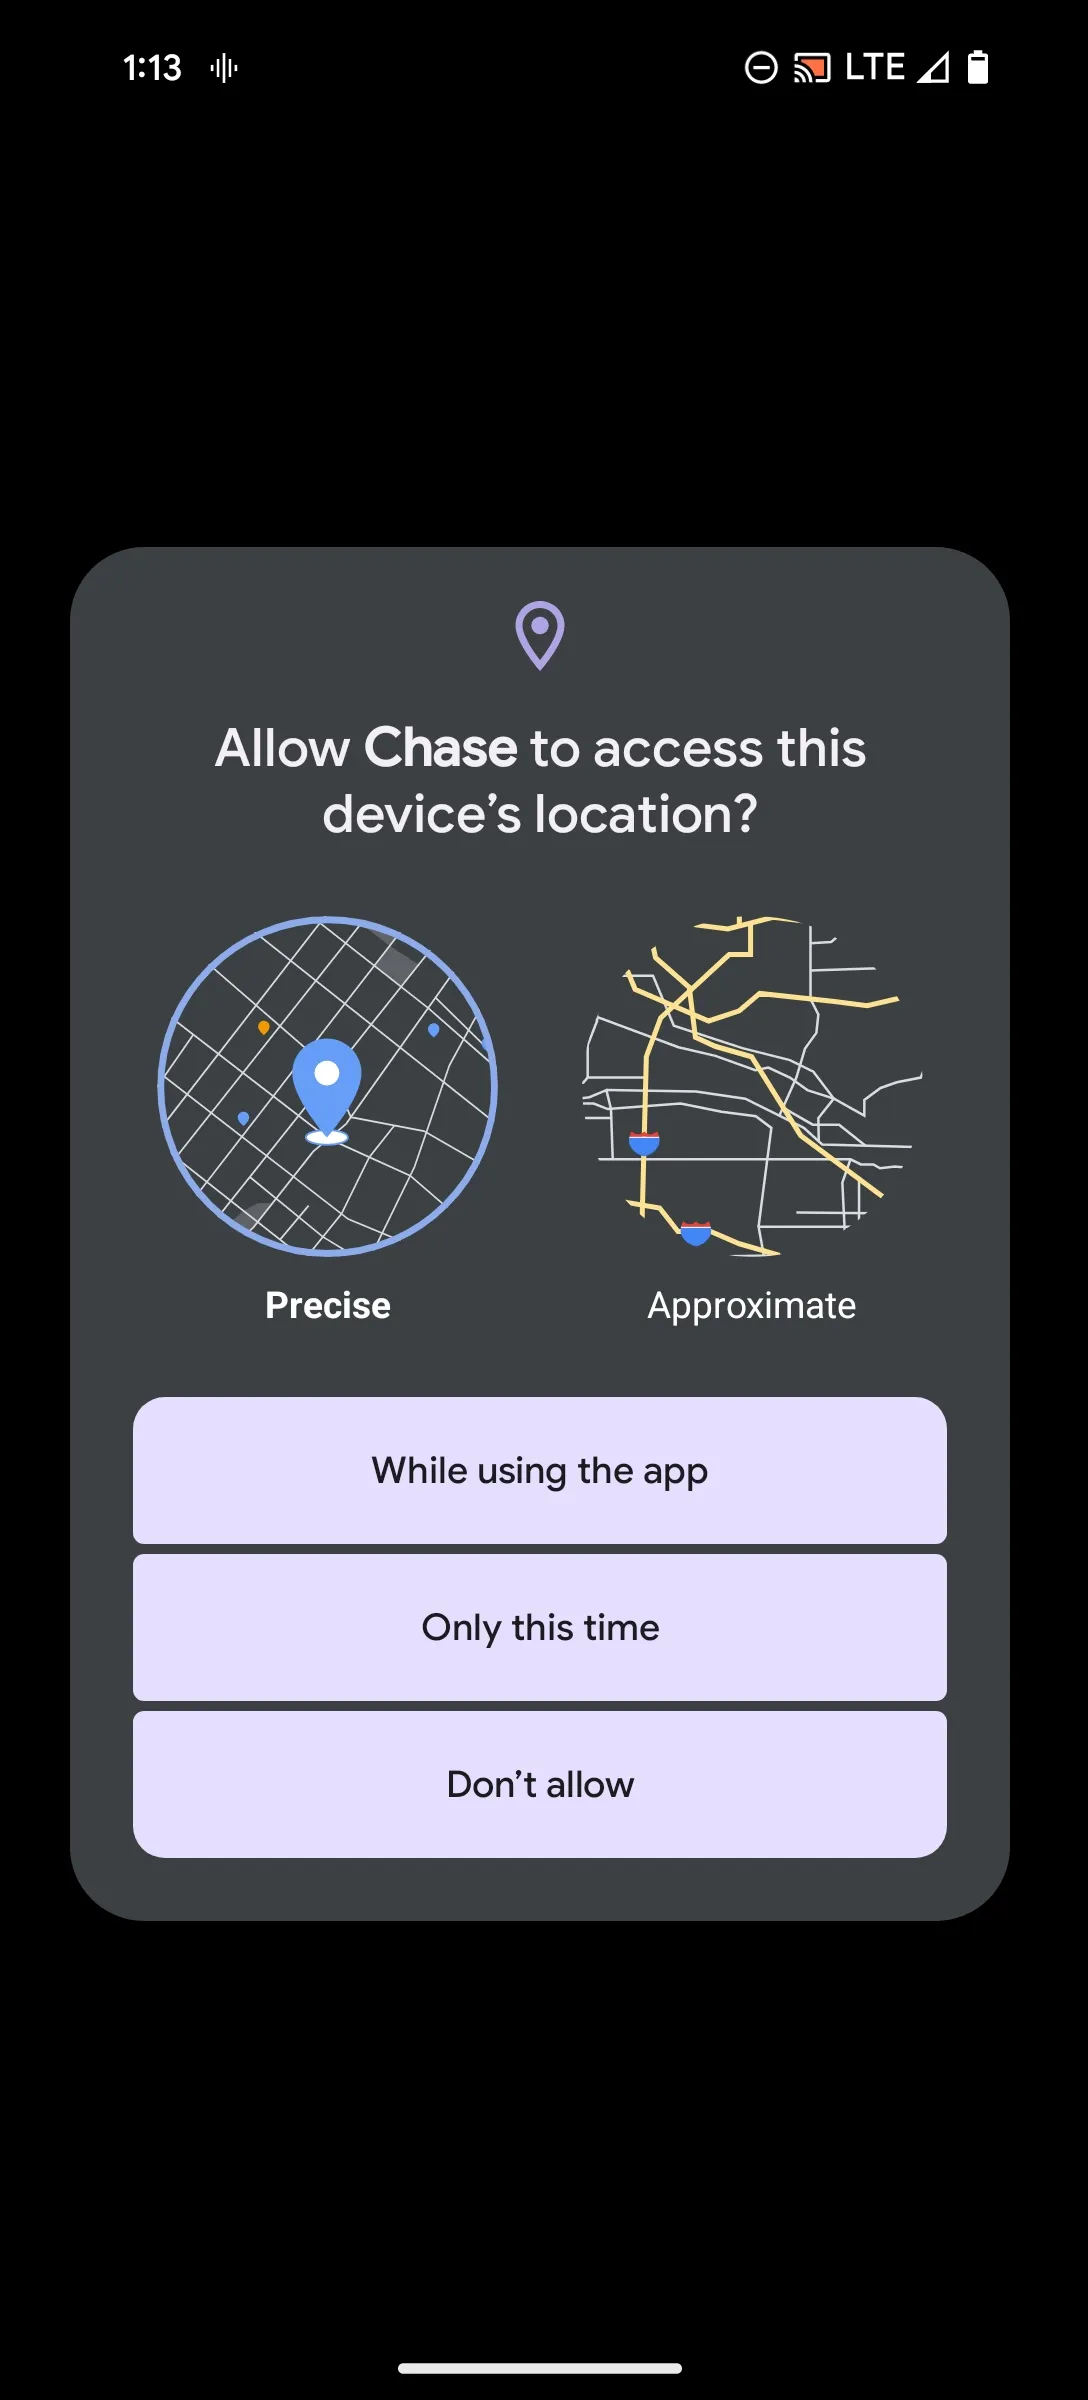 1:13
LTE
Allow Chase to access this
device’s location?
Precise
Approximate
While using the app
Only this time
Don’t allow